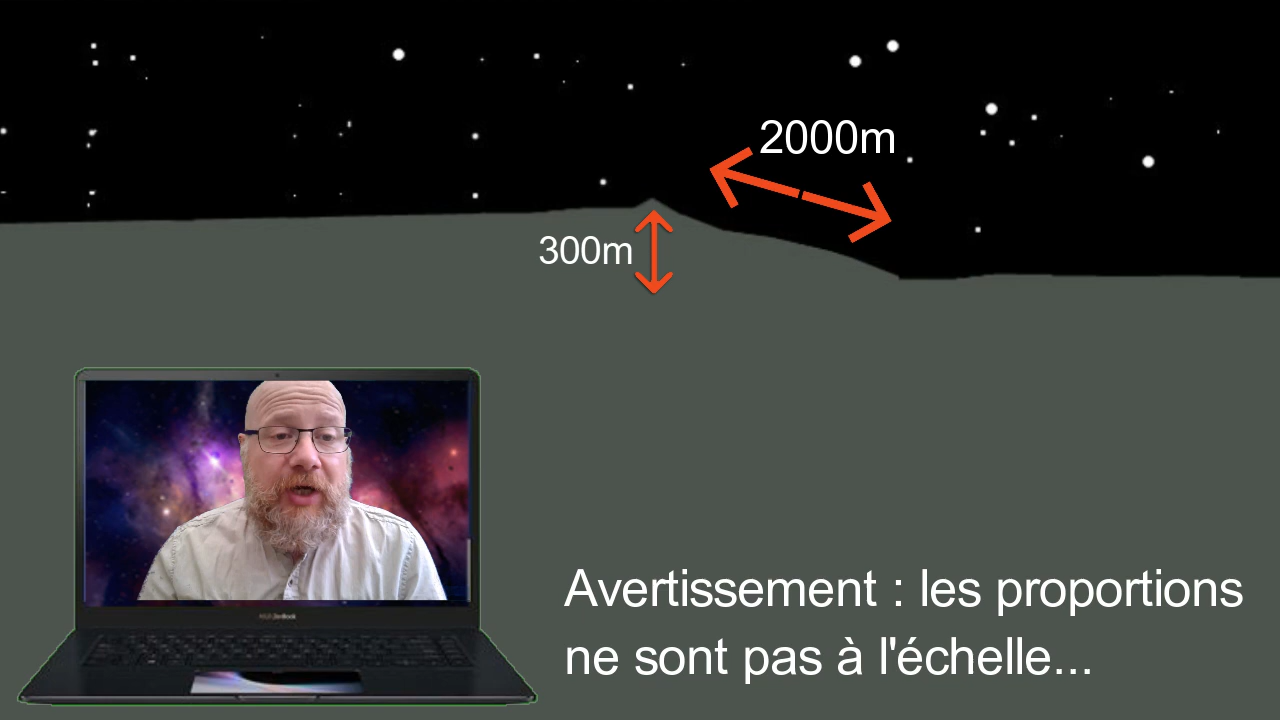 2000m
300m
Avertissement : les proportions
ne sont pas à l'échelle...